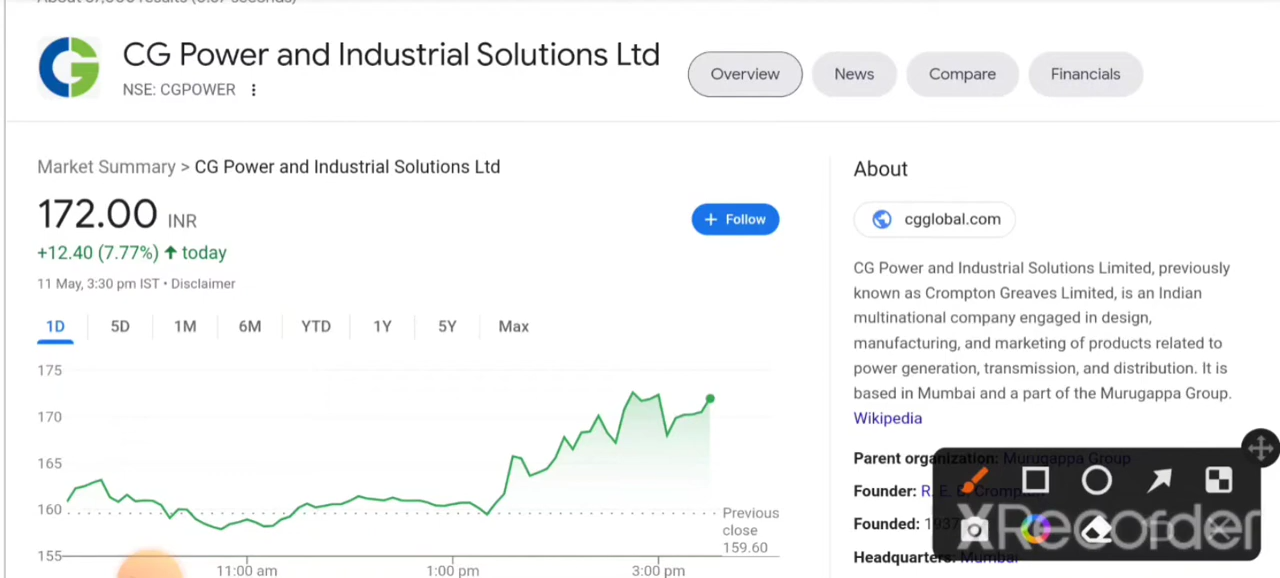 CG Power and Industrial Solutions Ltd
NSE: CGPOWER
Overview
News
Compare
Financials
Market Summary > CG Power and Industrial Solutions Ltd
172.00 INR
+12.40 (7.77%) today
11 May, 3:30 pm IST • Disclaimer
+ Follow
1D
5D
1M
6M
YTD
1Y
5Y
Max
175
170
165
160
155
Previous
close
159.60
11:00 am
1:00 pm
3:00 pm
About
cgglobal.com
CG Power and Industrial Solutions Limited, previously
known as Crompton Greaves Limited, is an Indian
multinational company engaged in design,
manufacturing, and marketing of products related to
power generation, transmission, and distribution. It is
based in Mumbai and a part of the Murugappa Group.
Wikipedia
Parent organization: Murugappa Group
Founder: R. E. B. Crompton
Founded: 1937
Headquarters: Mumbai
XRecorder